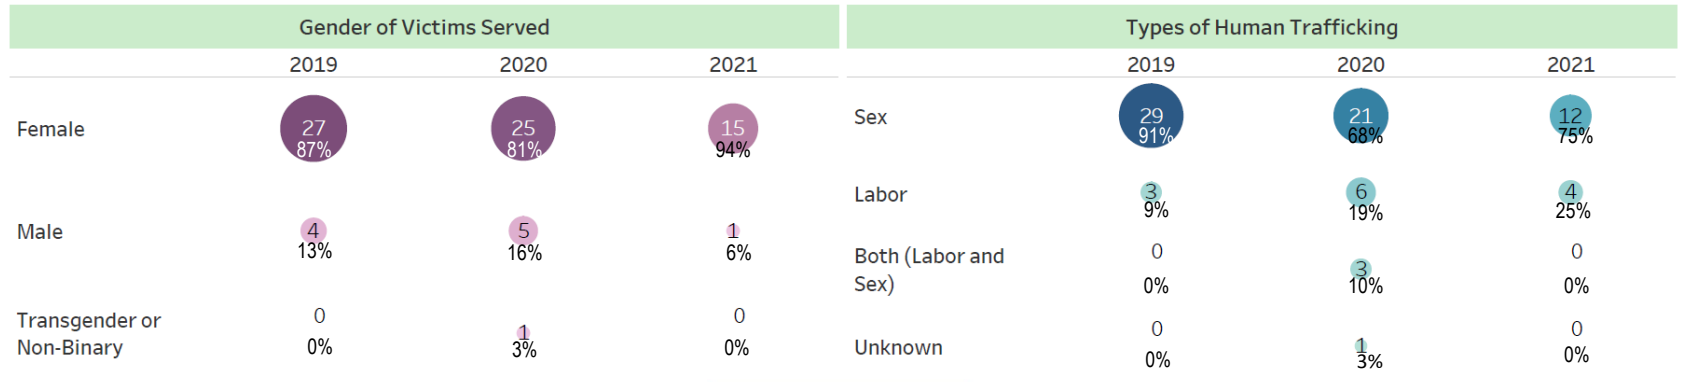 Gender of Victims Served
2019 2020 2021
Female 27 25 15
87% 81% 94%
Male 4 5 1
13% 16% 6%
Transgender or 0 0
Non-Binary 1
0% 3% 0%
Types of Human Trafficking
2019 2020 2021
Sex 29 21 12
91% 68% 75%
Labor 3 6 4
9% 19% 25%
Both (Labor and 0 0
Sex) 3
0% 10% 0%
0 0
Unknown 1
0% 3% 0%